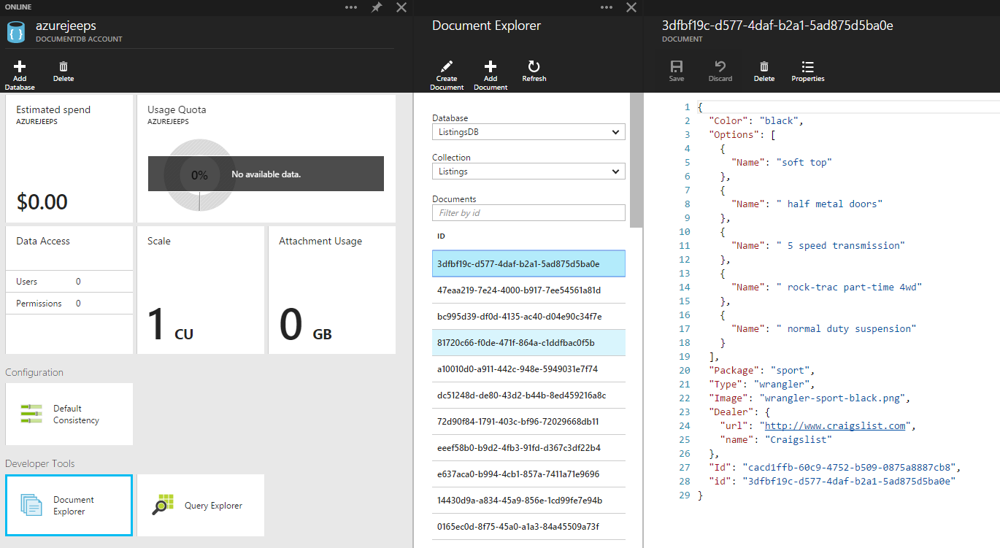 ONLINE
azurejeeps
DOCUMENTDB ACCOUNT
Add Database
Delete
Estimated spend
AZUREJEEPS
$0.00
Usage Quota
AZUREJEEPS
0%
No available data.
Data Access
Users 0
Permissions 0
Scale
1 CU
Attachment Usage
0 GB
Configuration
Default
Consistency
Developer Tools
Document
Explorer
Query Explorer
Document Explorer
Create Document
Add Document
Refresh
Database
ListingsDB
Collection
Listings
Documents
Filter by id
ID
3dfbf19c-d577-4daf-b2a1-5ad875d5ba0e
47eaa219-7e24-4000-b917-7ee54561a81d
bc995d39-df0d-4135-ac40-d04e90c34f7e
81720c66-f0de-471f-864a-c1ddfbac0f5b
a10010d0-a911-442c-948e-5949031e7f74
dc51248d-de80-43d2-b44b-8ed459216a8c
72d90f84-1791-403c-bf96-72029668db11
eeef58b0-b9d2-4fb3-91fd-d367c3df22b4
e637aca0-b994-4cb1-857a-7411a71e9696
14430d9a-a834-45a9-856e-1cd99fe7e94b
0165ec0d-8f75-45a0-a1a3-84a45509a73f
3dfbf19c-d577-4daf-b2a1-5ad875d5ba0e
DOCUMENT
Save
Discard
Delete
Properties
1 {
2 "Color": "black",
3 "Options": [
4 {
5 "Name": "soft top"
6 },
7 {
8 "Name": " half metal doors"
9 },
10 {
11 "Name": " 5 speed transmission"
12 },
13 {
14 "Name": " rock-trac part-time 4wd"
15 },
16 {
17 "Name": " normal duty suspension"
18 }
19 ],
20 "Package": "sport",
21 "Type": "wrangler",
22 "Image": "wrangler-sport-black.png",
23 "Dealer": {
24 "url": "http://www.craigslist.com",
25 "name": "Craigslist"
26 },
27 "Id": "cacd1ffb-60c9-4752-b509-0875a8887cb8",
28 "id": "3dfbf19c-d577-4daf-b2a1-5ad875d5ba0e"
29 }